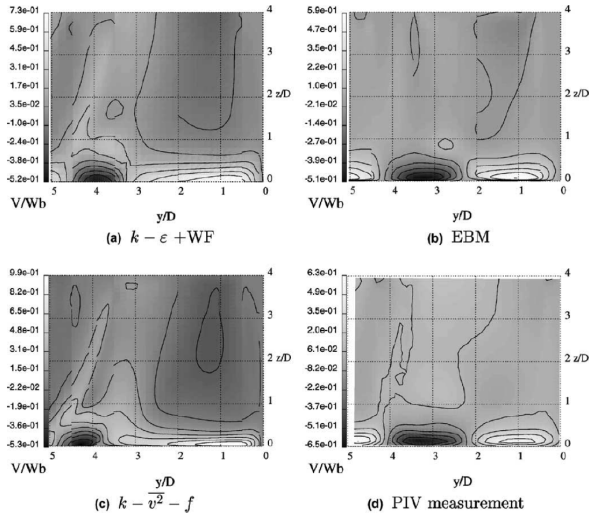 7.3e-01
5.9e-01
4.5e-01
3.1e-01
1.7e-01
3.5e-02
-1.0e-01
-2.4e-01
-3.8e-01
-5.2e-01
V/Wb
4
3
2 z/D
1
0
5 4 3 2 1 0
y/D
(a) k − ε +WF
5.9e-01
4.7e-01
3.4e-01
2.2e-01
1.0e-01
-2.0e-02
-1.4e-01
-2.7e-01
-3.9e-01
-5.1e-01
V/Wb
4
3
2 z/D
1
0
5 4 3 2 1 0
y/D
(b) EBM
9.9e-01
8.2e-01
6.5e-01
4.8e-01
3.1e-01
1.5e-01
-2.2e-02
-1.9e-01
-3.6e-01
-5.3e-01
V/Wb
4
3
2 z/D
1
0
5 4 3 2 1 0
y/D
(c) k − v² − f
6.3e-01
4.9e-01
3.5e-01
2.0e-01
6.2e-02
-8.0e-02
-2.2e-01
-3.7e-01
-5.1e-01
-6.5e-01
V/Wb
4
3
2 z/D
1
0
5 4 3 2 1 0
y/D
(d) PIV measurement